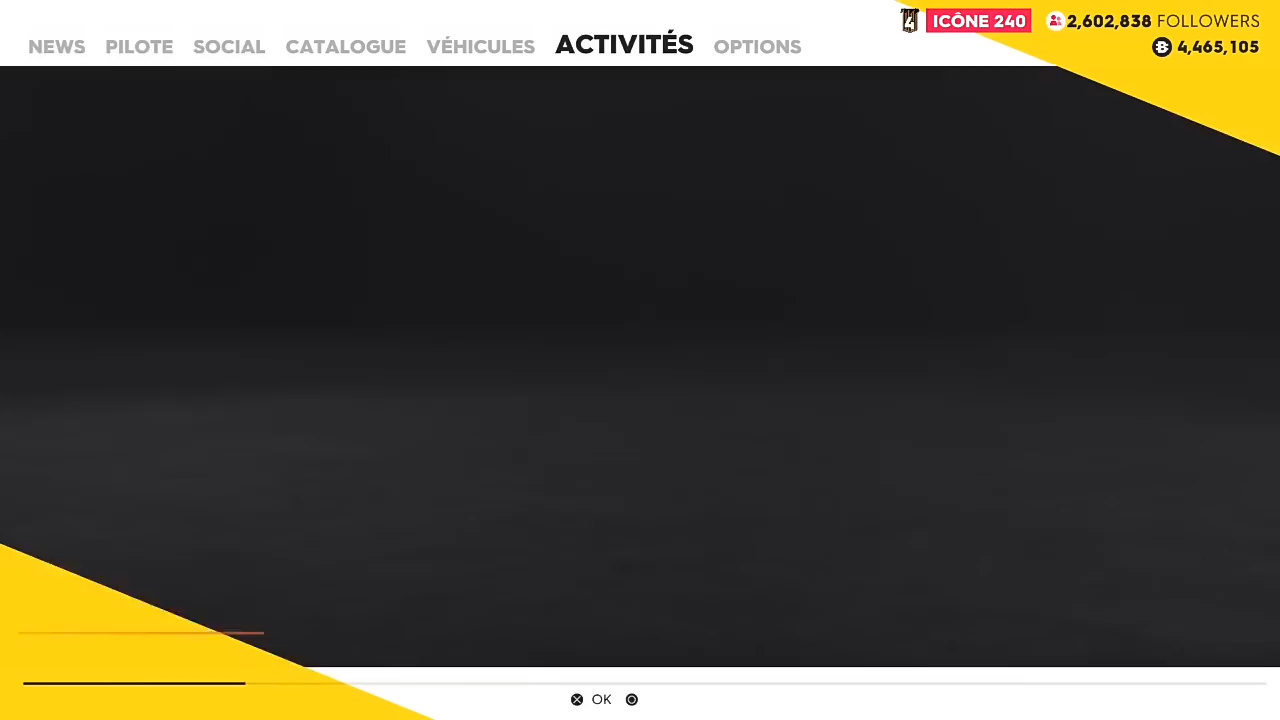 ICÔNE 240 2,602,838 FOLLOWERS
NEWS PILOTE SOCIAL CATALOGUE VÉHICULES ACTIVITÉS OPTIONS 4,465,105
OK